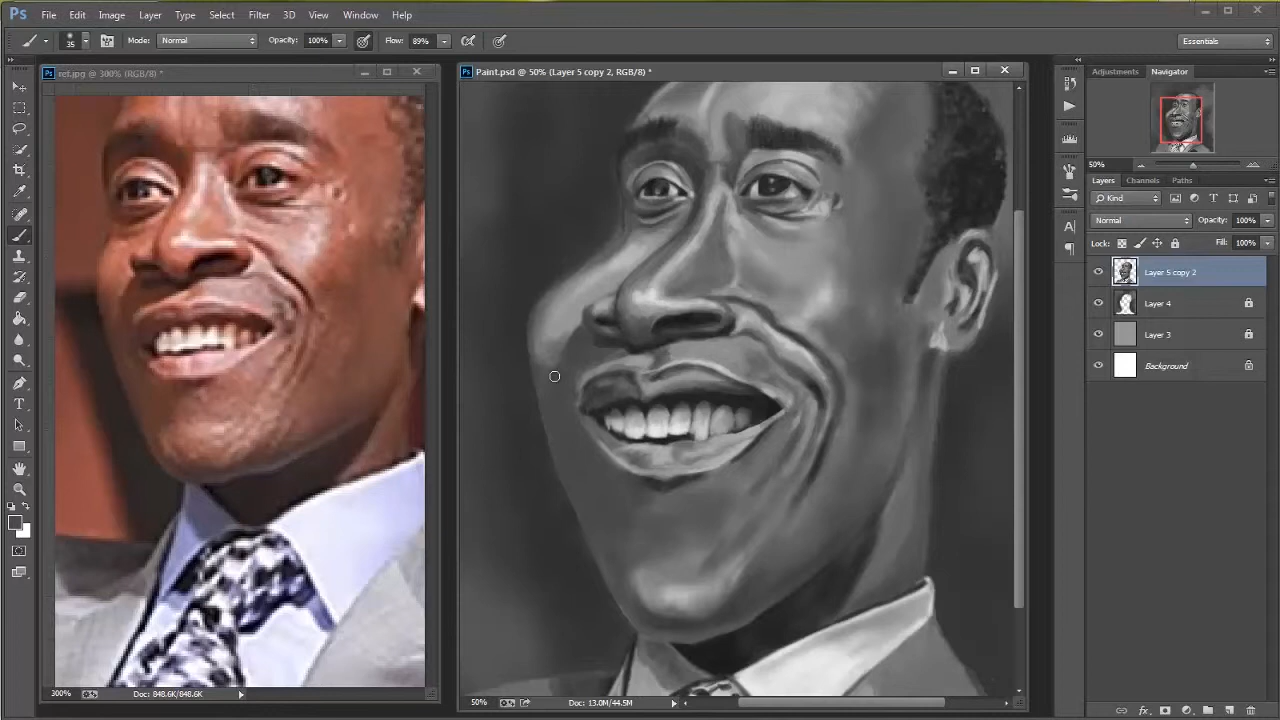 Ps File Edit Image Layer Type Select Filter 3D View Window Help
35 Mode: Normal Opacity: 100% Flow: 89% Essentials
Ps ref.jpg @ 300% (RGB/8) *
Ps Paint.psd @ 50% (Layer 5 copy 2, RGB/8) *
Adjustments Navigator
50%
Layers Channels Paths
Kind
Normal Opacity: 100%
Lock: Fill: 100%
Layer 5 copy 2
Layer 4
Layer 3
Background
300% Doc: 848.6K/848.6K
50% Doc: 13.0M/44.5M